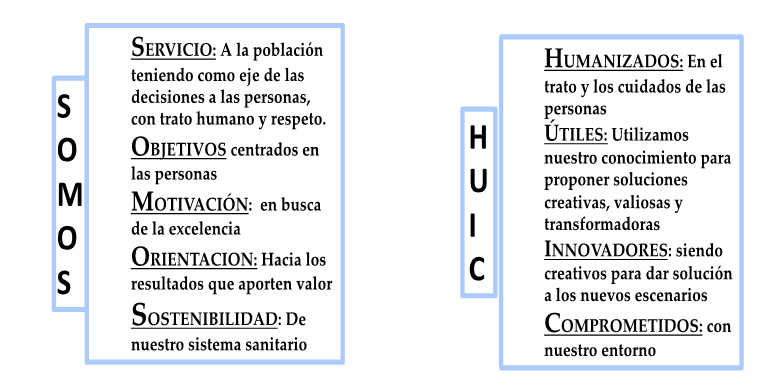 S
O
M
O
S
SERVICIO: A la población
teniendo como eje de las
decisiones a las personas,
con trato humano y respeto.
OBJETIVOS centrados en
las personas
MOTIVACIÓN: en busca
de la excelencia
ORIENTACION: Hacia los
resultados que aporten valor
SOSTENIBILIDAD: De
nuestro sistema sanitario
H
U
I
C
HUMANIZADOS: En el
trato y los cuidados de las
personas
ÚTILES: Utilizamos
nuestro conocimiento para
proponer soluciones
creativas, valiosas y
transformadoras
INNOVADORES: siendo
creativos para dar solución
a los nuevos escenarios
COMPROMETIDOS: con
nuestro entorno